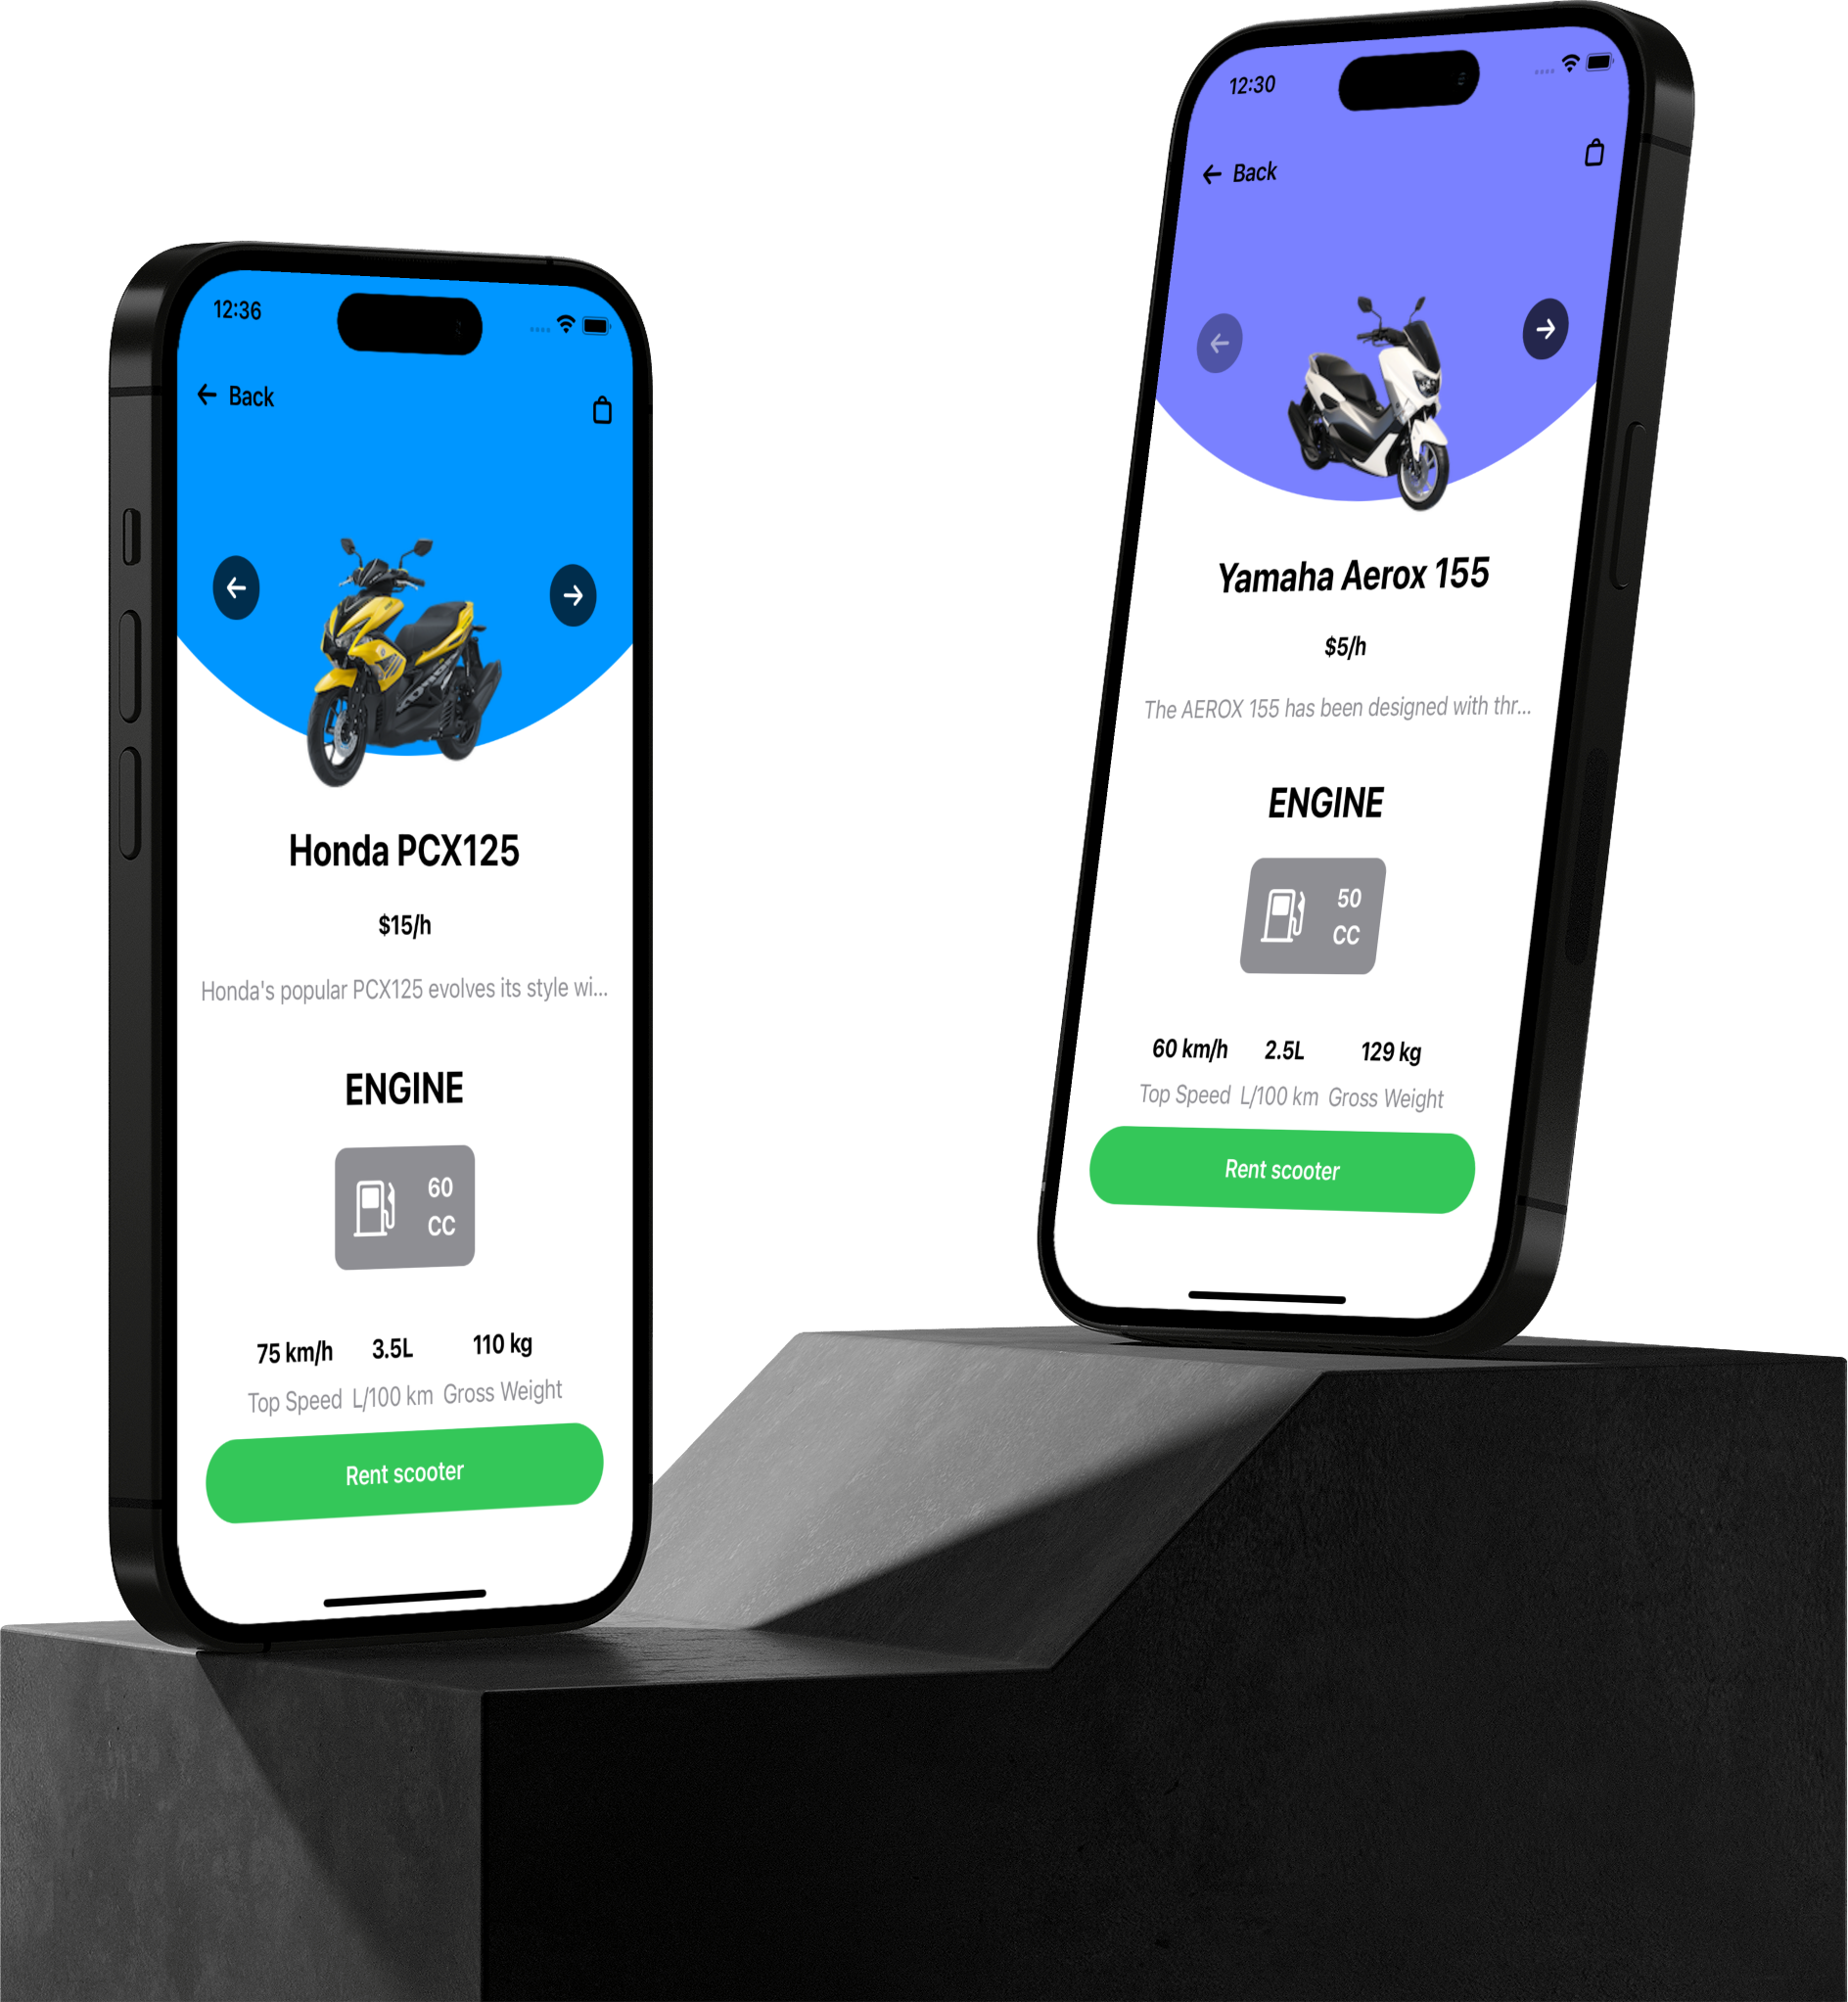 12:36
Back
Honda PCX125
$15/h
Honda's popular PCX125 evolves its style wi...
ENGINE
60
CC
75 km/h 3.5L 110 kg
Top Speed L/100 km Gross Weight
Rent scooter
12:30
Back
Yamaha Aerox 155
$5/h
The AEROX 155 has been designed with thr...
ENGINE
50
CC
60 km/h 2.5L 129 kg
Top Speed L/100 km Gross Weight
Rent scooter